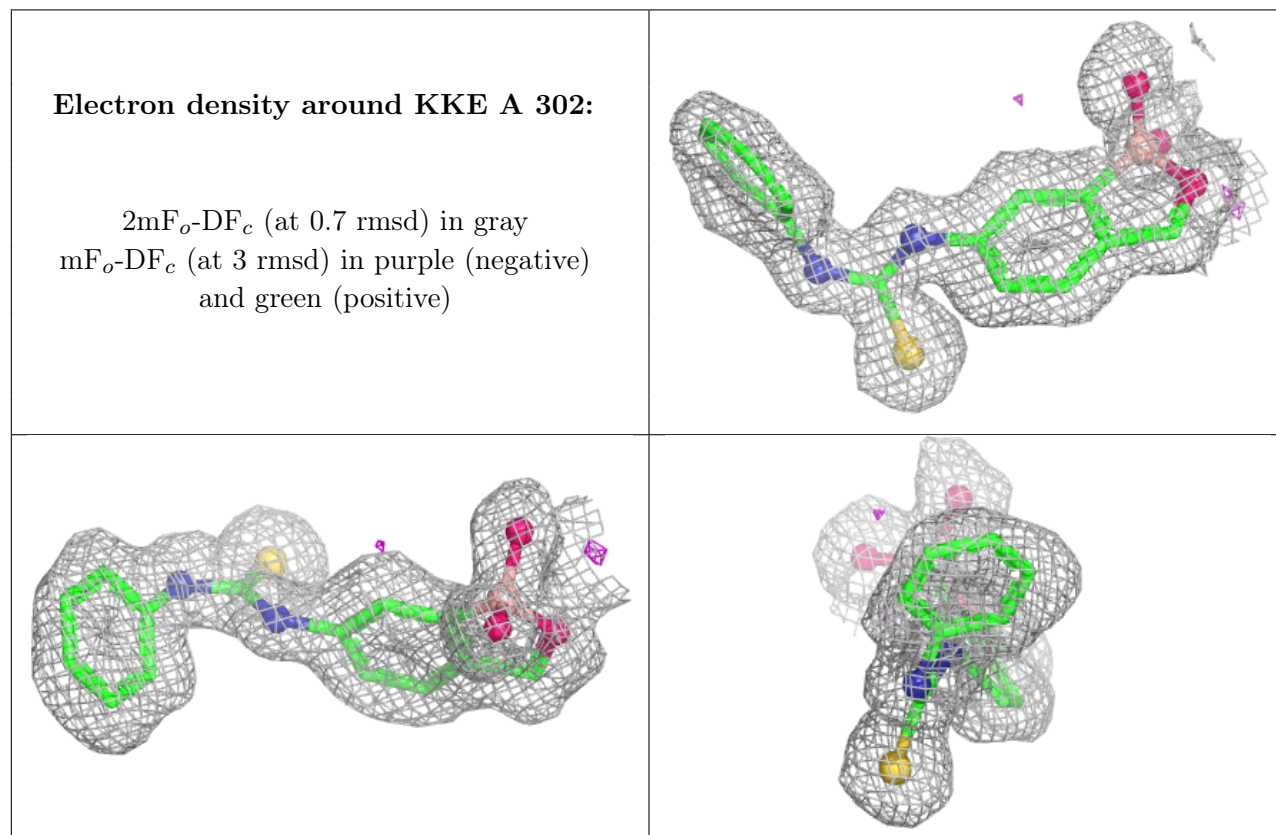 Electron density around KKE A 302:
2mFo-DFc (at 0.7 rmsd) in gray
mFo-DFc (at 3 rmsd) in purple (negative)
and green (positive)